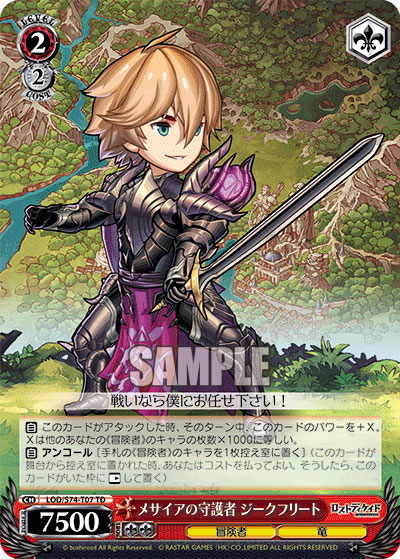 LEVEL
2
2
COST
SAMPLE
戦いなら僕にお任せ下さい！
自 このカードがアタックした時、そのターン中、このカードのパワーを＋X。
Xは他のあなたの《冒険者》のキャラの枚数×1000に等しい。
自 アンコール ［手札の《冒険者》のキャラを1枚控え室に置く］（このカードが
舞台から控え室に置かれた時、あなたはコストを払ってよい。そうしたら、この
カードがいた枠にレストして置く）
CH LOD/S74-T07 TD
メサイアの守護者 ジークフリート
ロストディケイド
7500
冒険者
竜
©bushiroad All Rights Reserved. © RASTAR GAMES (HK) CO.,LIMITED ALL RIGHTS RESERVED